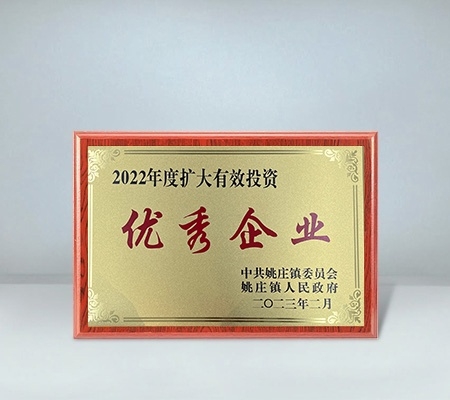 2022年度扩大有效投资
优秀企业
中共姚庄镇委员会
姚庄镇人民政府
二〇二三年二月